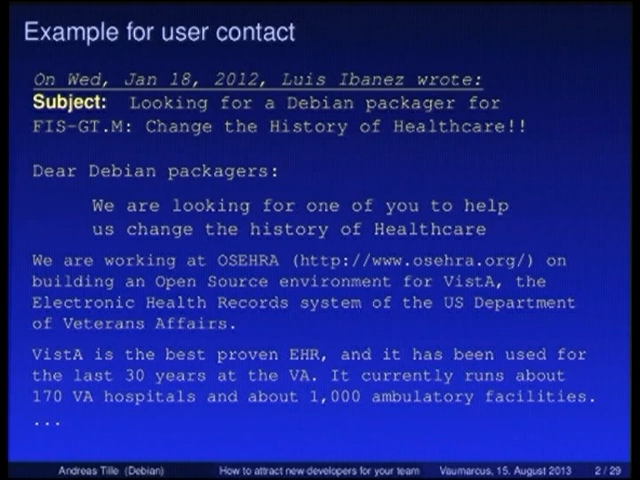 Example for user contact
On Wed, Jan 18, 2012, Luis Ibanez wrote:
Subject: Looking for a Debian packager for
FIS-GT.M: Change the History of Healthcare!!
Dear Debian packagers:
We are looking for one of you to help
us change the history of Healthcare
We are working at OSEHRA (http://www.osehra.org/) on
building an Open Source environment for VistA, the
Electronic Health Records system of the US Department
of Veterans Affairs.
VistA is the best proven EHR, and it has been used for
the last 30 years at the VA. It currently runs about
170 VA hospitals and about 1,000 ambulatory facilities.
...
Andreas Tille (Debian) How to attract new developers for your team Vaumarcus, 15. August 2013 2 / 29